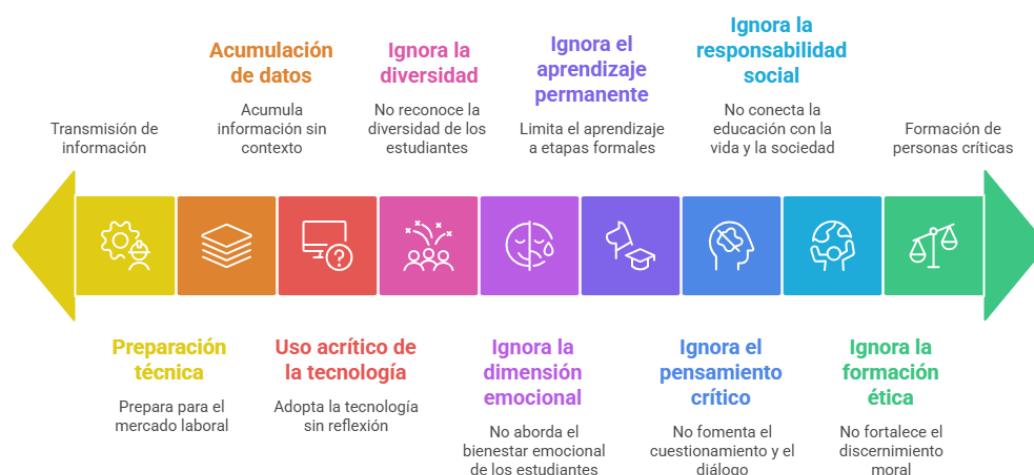 Transmisión de
información
Acumulación
de datos
Acumula
información sin
contexto
Ignora la
diversidad
No reconoce la
diversidad de los
estudiantes
Ignora el
aprendizaje
permanente
Limita el aprendizaje
a etapas formales
Ignora la
responsabilidad
social
No conecta la
educación con la
vida y la sociedad
Formación de
personas críticas
?
Preparación
técnica
Prepara para el
mercado laboral
Uso acrítico de
la tecnología
Adopta la tecnología
sin reflexión
Ignora la
dimensión
emocional
No aborda el
bienestar emocional
de los estudiantes
Ignora el
pensamiento
crítico
No fomenta el
cuestionamiento y el
diálogo
Ignora la
formación
ética
No fortalece el
discernimiento
moral